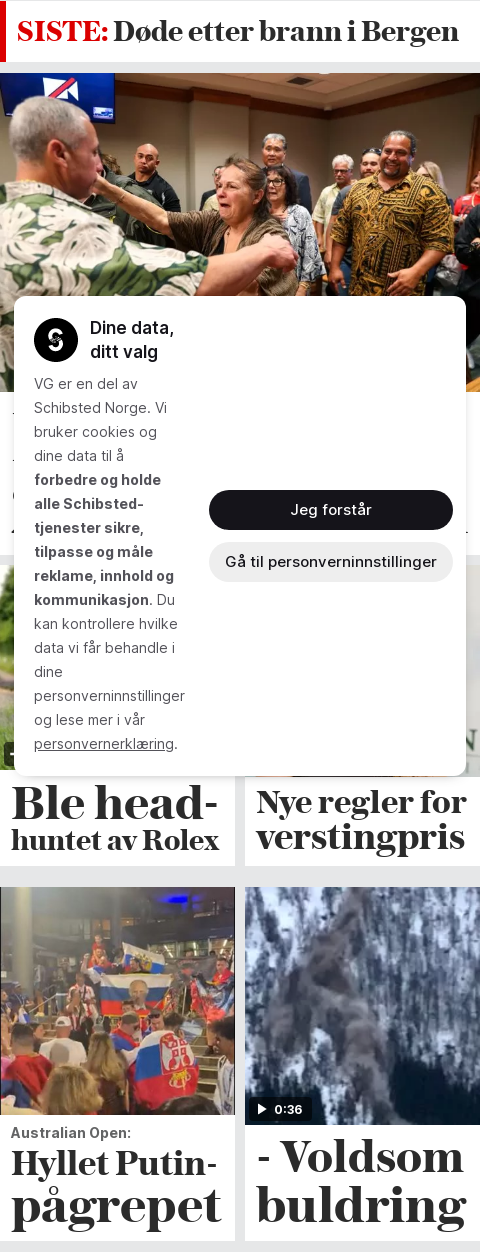 SISTE: Døde etter brann i Bergen
Dine data,
ditt valg
VG er en del av
Schibsted Norge. Vi
bruker cookies og
dine data til å
forbedre og holde
alle Schibsted-
tjenester sikre,
tilpasse og måle
reklame, innhold og
kommunikasjon. Du
kan kontrollere hvilke
data vi får behandle i
dine
personverninnstillinger
og lese mer i vår
personvernerklæring.
Jeg forstår
Gå til personverninnstillinger
Ble head-
huntet av Rolex
Nye regler for
verstingpris
0:36
Australian Open:
Hyllet Putin-
pågrepet
- Voldsom
buldring